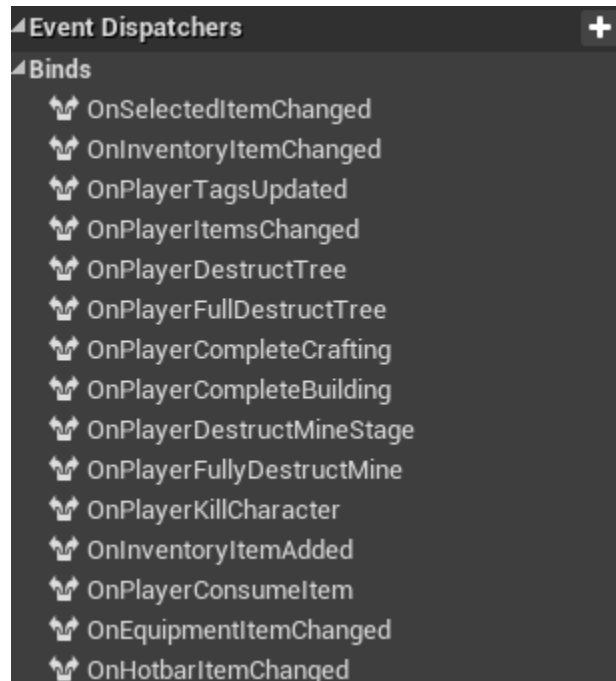 Event Dispatchers
Binds
OnSelectedItemChanged
OnInventoryItemChanged
OnPlayerTagsUpdated
OnPlayerItemsChanged
OnPlayerDestructTree
OnPlayerFullDestructTree
OnPlayerCompleteCrafting
OnPlayerCompleteBuilding
OnPlayerDestructMineStage
OnPlayerFullyDestructMine
OnPlayerKillCharacter
OnInventoryItemAdded
OnPlayerConsumeItem
OnEquipmentItemChanged
OnHotbarItemChanged